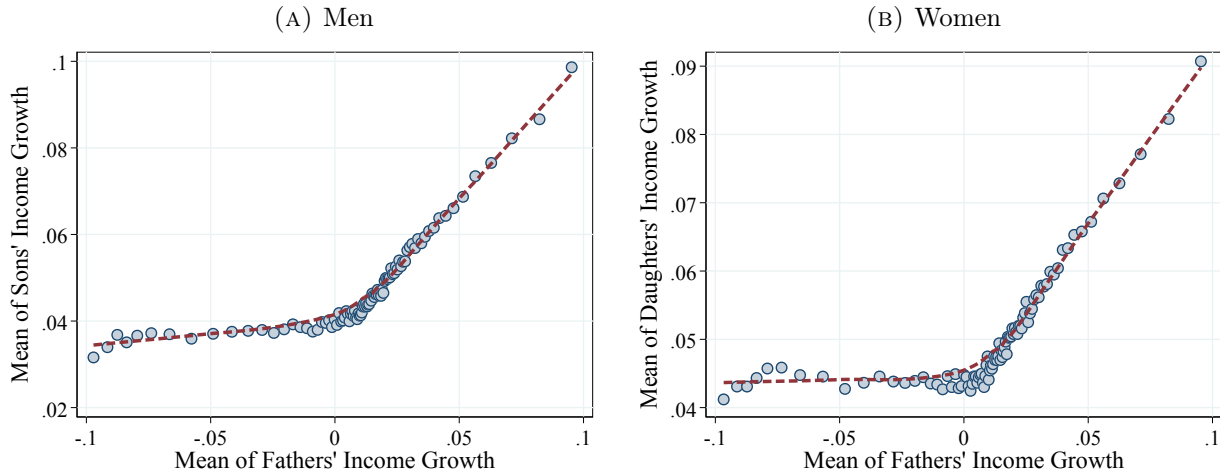 (A) Men
Mean of Sons' Income Growth
.1
.08
.06
.04
.02
-.1 -.05 0 .05 .1
Mean of Fathers' Income Growth
(B) Women
Mean of Daughters' Income Growth
.09
.08
.07
.06
.05
.04
-.1 -.05 0 .05 .1
Mean of Fathers' Income Growth